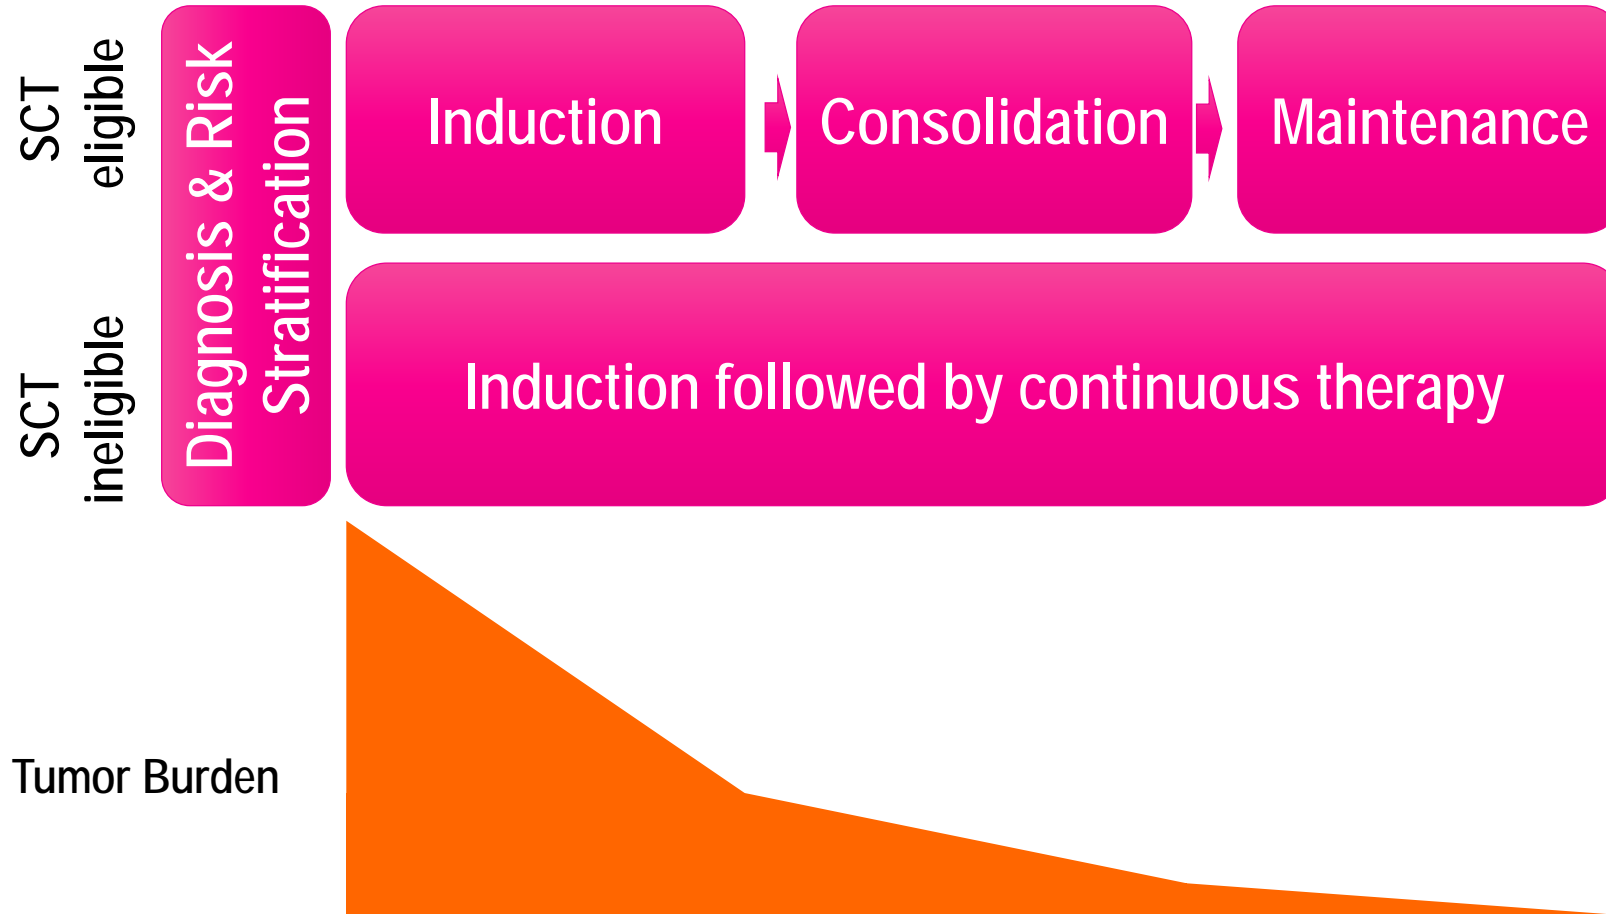 SCT
eligible
Diagnosis & Risk
Stratification
Induction
Consolidation
Maintenance
SCT
ineligible
Induction followed by continuous therapy
Tumor Burden